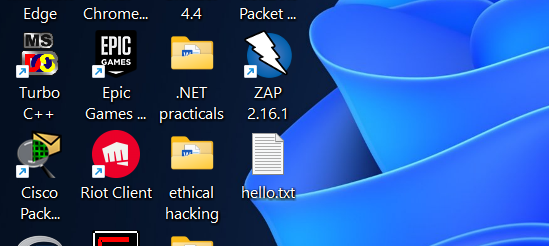 Edge
Chrome...
4.4
Packet ...
MS
DOS
EPIC
GAMES
Turbo
C++
Epic
Games ...
.NET
practicals
ZAP
2.16.1
Cisco
Pack...
Riot Client
ethical
hacking
hello.txt